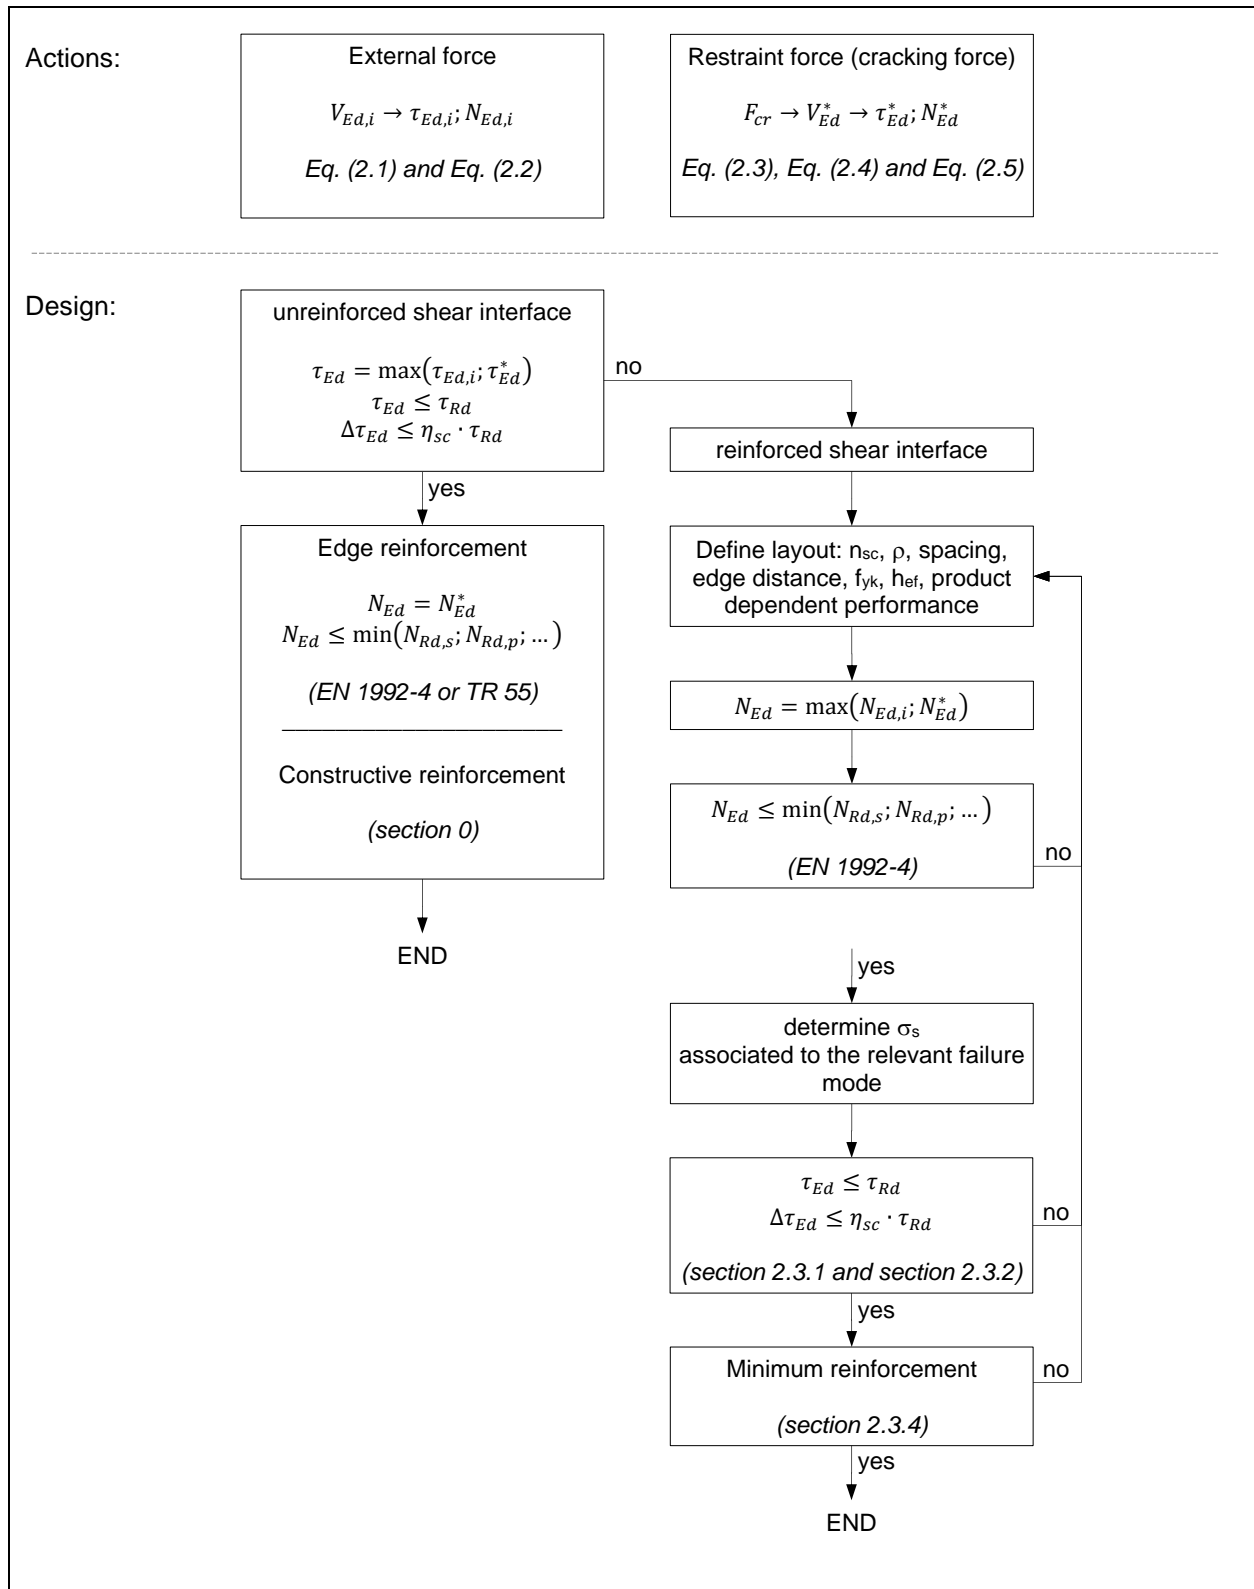 Actions:
External force
V_{Ed,i} → τ_{Ed,i}; N_{Ed,i}
Eq. (2.1) and Eq. (2.2)
Restraint force (cracking force)
F_{cr} → V_{Ed}^* → τ_{Ed}^*; N_{Ed}^*
Eq. (2.3), Eq. (2.4) and Eq. (2.5)
Design:
unreinforced shear interface
τ_{Ed} = max(τ_{Ed,i}; τ_{Ed}^*)
τ_{Ed} ≤ τ_{Rd}
Δτ_{Ed} ≤ η_{sc} · τ_{Rd}
no
yes
Edge reinforcement
N_{Ed} = N_{Ed}^*
N_{Ed} ≤ min(N_{Rd,s}; N_{Rd,p}; …)
(EN 1992-4 or TR 55)
Constructive reinforcement
(section 0)
END
reinforced shear interface
Define layout: n_{sc}, ρ, spacing,
edge distance, f_{yk}, h_{ef}, product
dependent performance
N_{Ed} = max(N_{Ed,i}; N_{Ed}^*)
N_{Ed} ≤ min(N_{Rd,s}; N_{Rd,p}; …)
(EN 1992-4)
no
yes
determine σ_s
associated to the relevant failure
mode
τ_{Ed} ≤ τ_{Rd}
Δτ_{Ed} ≤ η_{sc} · τ_{Rd}
(section 2.3.1 and section 2.3.2)
no
yes
Minimum reinforcement
(section 2.3.4)
no
yes
END